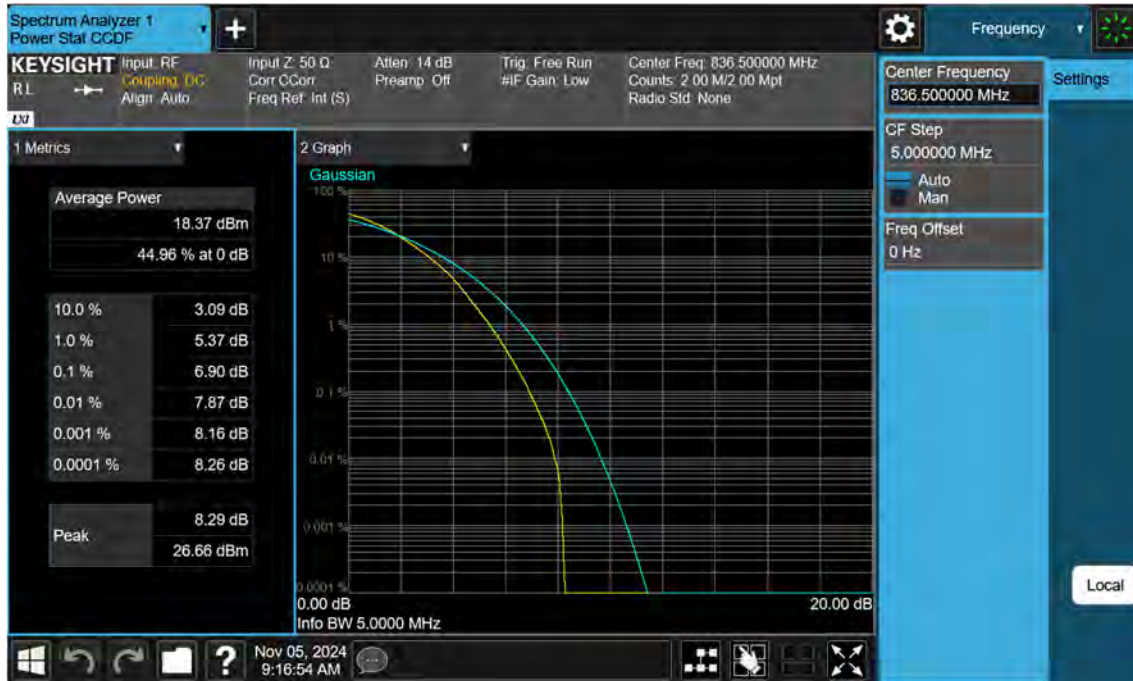 Spectrum Analyzer 1
Power Stat CCDF
Frequency
KEYSIGHT
RL
LXI
Input: RF
Coupling: DC
Align: Auto
Input Z: 50 Ω
Corr CCorr
Freq Ref: Int (S)
Atten: 14 dB
Preamp: Off
Trig: Free Run
#IF Gain: Low
Center Freq: 836.500000 MHz
Counts: 2.00 M/2.00 Mpt
Radio Std: None
Center Frequency
836.500000 MHz
Settings
CF Step
5.000000 MHz
Auto
Man
Freq Offset
0 Hz
Local
1 Metrics
Average Power
18.37 dBm
44.96 % at 0 dB
10.0 % 3.09 dB
1.0 % 5.37 dB
0.1 % 6.90 dB
0.01 % 7.87 dB
0.001 % 8.16 dB
0.0001 % 8.26 dB
Peak
8.29 dB
26.66 dBm
2 Graph
Gaussian
100 %
10 %
1 %
0.1 %
0.01 %
0.001 %
0.0001 %
0.00 dB 20.00 dB
Info BW 5.0000 MHz
?
Nov 05, 2024
9:16:54 AM